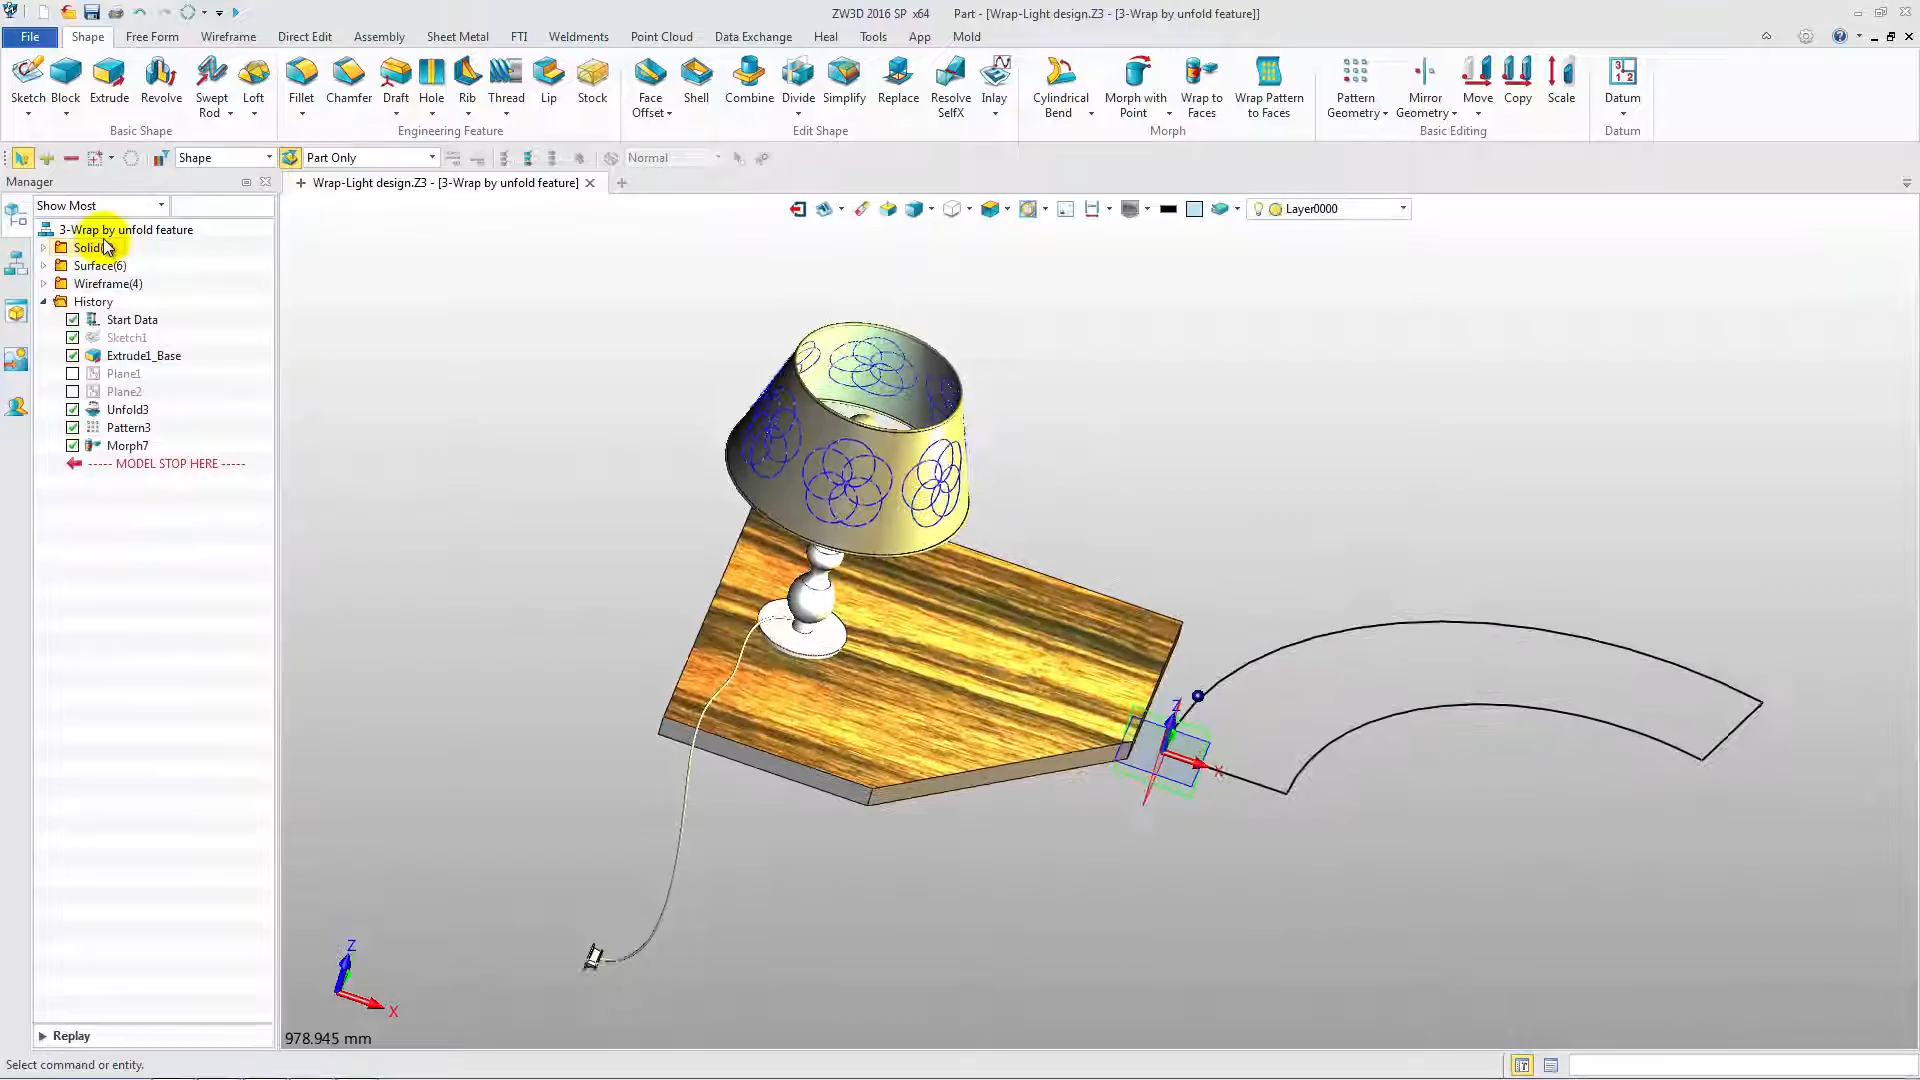 ZW3D 2016 SP x64 Part - [Wrap-Light design.Z3 - [3-Wrap by unfold feature]]
File Shape Free Form Wireframe Direct Edit Assembly Sheet Metal FTI Weldments Point Cloud Data Exchange Heal Tools App Mold
Sketch Block Extrude Revolve Swept Rod Loft Fillet Chamfer Draft Hole Rib Thread Lip Stock Face Offset Shell Combine Divide Simplify Replace Resolve SelfX Inlay Cylindrical Bend Morph with Point Wrap to Faces Wrap Pattern to Faces Pattern Geometry Mirror Geometry Move Copy Scale Datum
Basic Shape Engineering Feature Edit Shape Morph Basic Editing Datum
Shape Part Only Normal
Manager
Wrap-Light design.Z3 - [3-Wrap by unfold feature]
Show Most
Layer0000
3-Wrap by unfold feature
Surface(6)
Wireframe(4)
History
Start Data
Sketch1
Extrude1_Base
Plane1
Plane2
Unfold3
Pattern3
Morph7
----- MODEL STOP HERE -----
Z
X
Z
X
Replay
978.945 mm
Select command or entity.